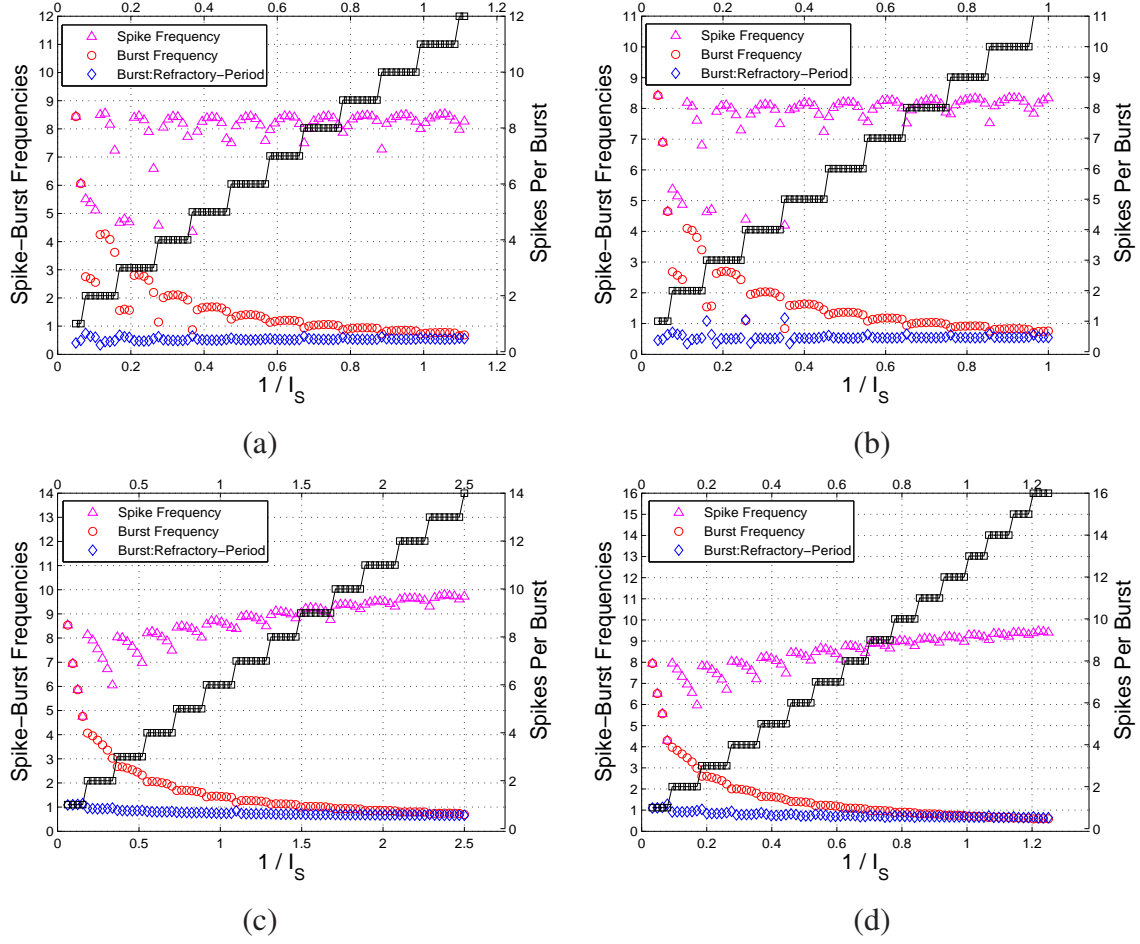 0 0.2 0.4 0.6 0.8 1 1.2
12 11 10 9 8 7 6 5 4 3 2 1 0
Spike Frequency
Burst Frequency
Burst:Refractory−Period
Spike−Burst Frequencies
12 10 8 6 4 2 0
Spikes Per Burst
0 0.2 0.4 0.6 0.8 1 1.2
1 / I_S
(a)
0 0.2 0.4 0.6 0.8 1
11 10 9 8 7 6 5 4 3 2 1 0
Spike Frequency
Burst Frequency
Burst:Refractory−Period
Spike−Burst Frequencies
11 10 9 8 7 6 5 4 3 2 1 0
Spikes Per Burst
0 0.2 0.4 0.6 0.8 1
1 / I_S
(b)
0 0.5 1 1.5 2 2.5
14 13 12 11 10 9 8 7 6 5 4 3 2 1 0
Spike Frequency
Burst Frequency
Burst:Refractory−Period
Spike−Burst Frequencies
14 12 10 8 6 4 2 0
Spikes Per Burst
0 0.5 1 1.5 2 2.5
1 / I_S
(c)
0 0.2 0.4 0.6 0.8 1 1.2
16 15 14 13 12 11 10 9 8 7 6 5 4 3 2 1 0
Spike Frequency
Burst Frequency
Burst:Refractory−Period
Spike−Burst Frequencies
16 14 12 10 8 6 4 2 0
Spikes Per Burst
0 0.2 0.4 0.6 0.8 1 1.2
1 / I_S
(d)